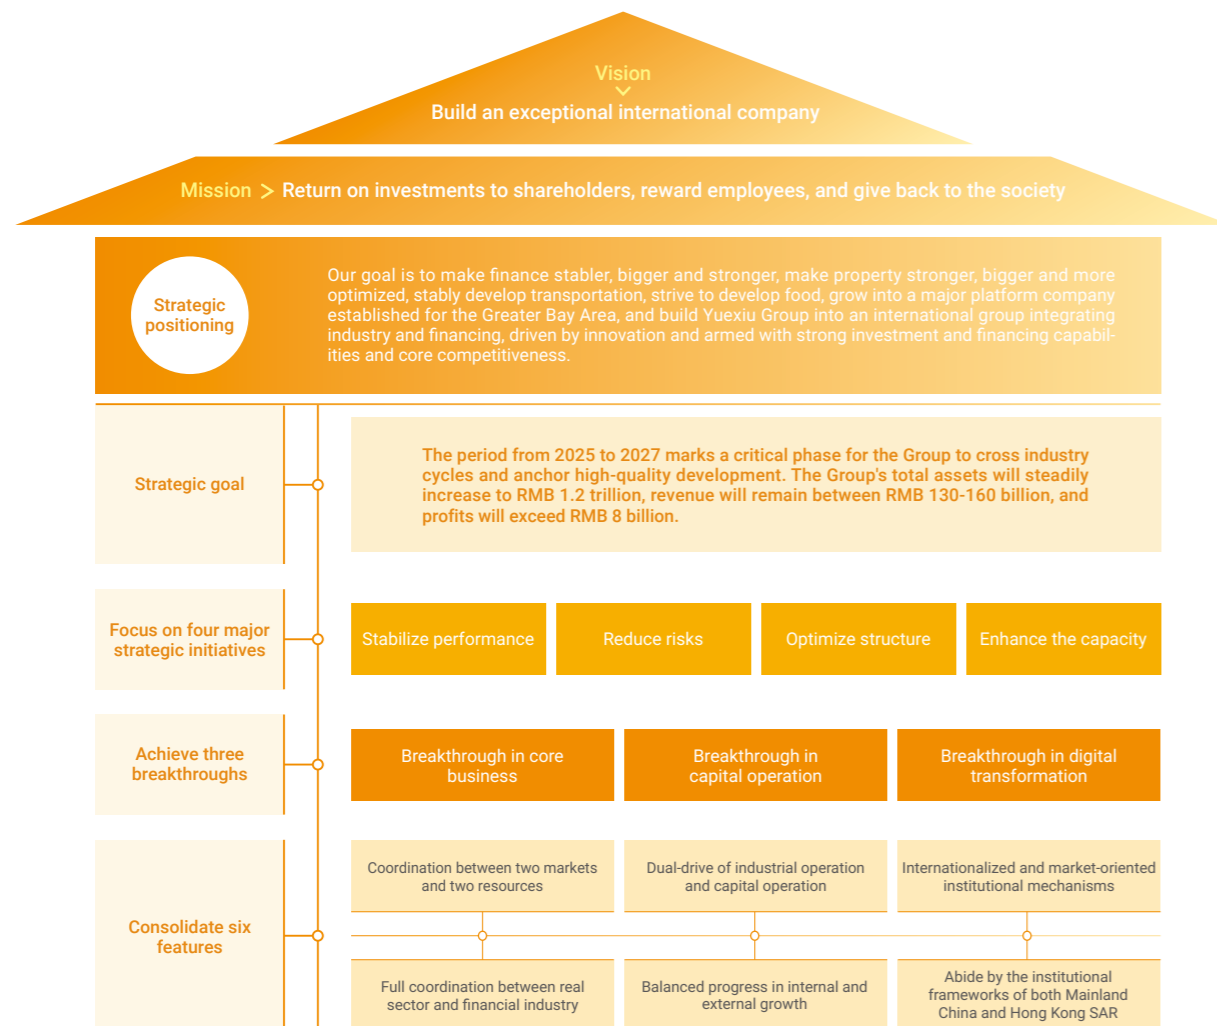 Vision
Build an exceptional international company
Mission > Return on investments to shareholders, reward employees, and give back to the society
Strategic
positioning
Our goal is to make finance stabler, bigger and stronger, make property stronger, bigger and more
optimized, stably develop transportation, strive to develop food, grow into a major platform company
established for the Greater Bay Area, and build Yuexiu Group into an international group integrating
industry and financing, driven by innovation and armed with strong investment and financing capabil-
ities and core competitiveness.
Strategic goal
The period from 2025 to 2027 marks a critical phase for the Group to cross industry
cycles and anchor high-quality development. The Group's total assets will steadily
increase to RMB 1.2 trillion, revenue will remain between RMB 130-160 billion, and
profits will exceed RMB 8 billion.
Focus on four major
strategic initiatives
Stabilize performance
Reduce risks
Optimize structure
Enhance the capacity
Achieve three
breakthroughs
Breakthrough in core
business
Breakthrough in
capital operation
Breakthrough in digital
transformation
Consolidate six
features
Coordination between two markets
and two resources
Dual-drive of industrial operation
and capital operation
Internationalized and market-oriented
institutional mechanisms
Full coordination between real
sector and financial industry
Balanced progress in internal and
external growth
Abide by the institutional
frameworks of both Mainland
China and Hong Kong SAR